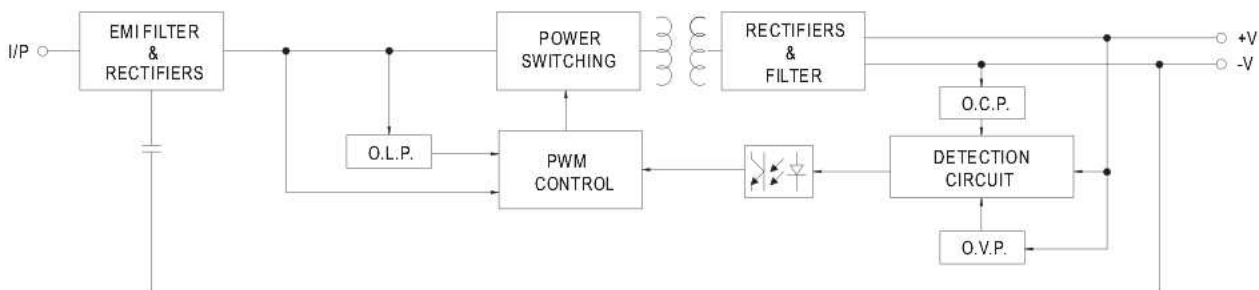 I/P
EMI FILTER
&
RECTIFIERS
POWER
SWITCHING
RECTIFIERS
&
FILTER
+V
-V
O.C.P.
O.L.P.
PWM
CONTROL
DETECTION
CIRCUIT
O.V.P.